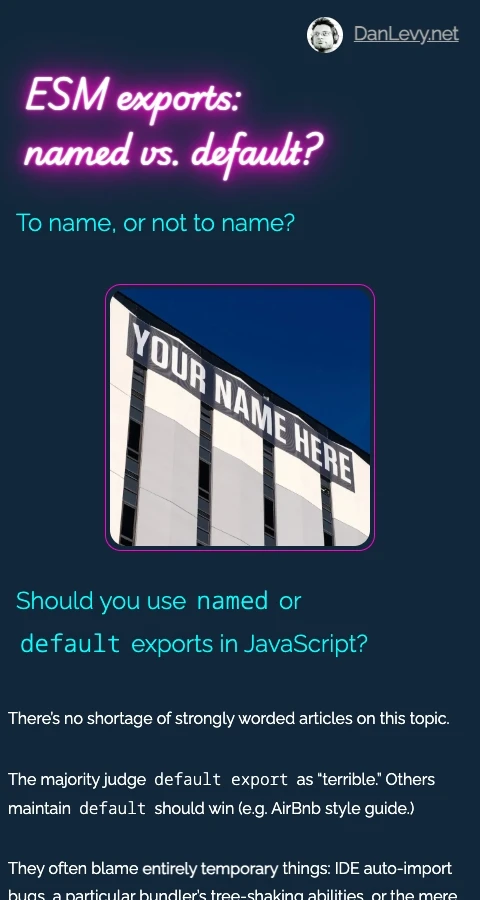 DanLevy.net
ESM exports:
named vs. default?
To name, or not to name?
YOUR NAME HERE
Should you use named or
default exports in JavaScript?
There's no shortage of strongly worded articles on this topic.
The majority judge default export as “terrible.” Others
maintain default should win (e.g. AirBnb style guide.)
They often blame entirely temporary things: IDE auto-import
bugs, a particular bundler's tree-shaking abilities, or the mere